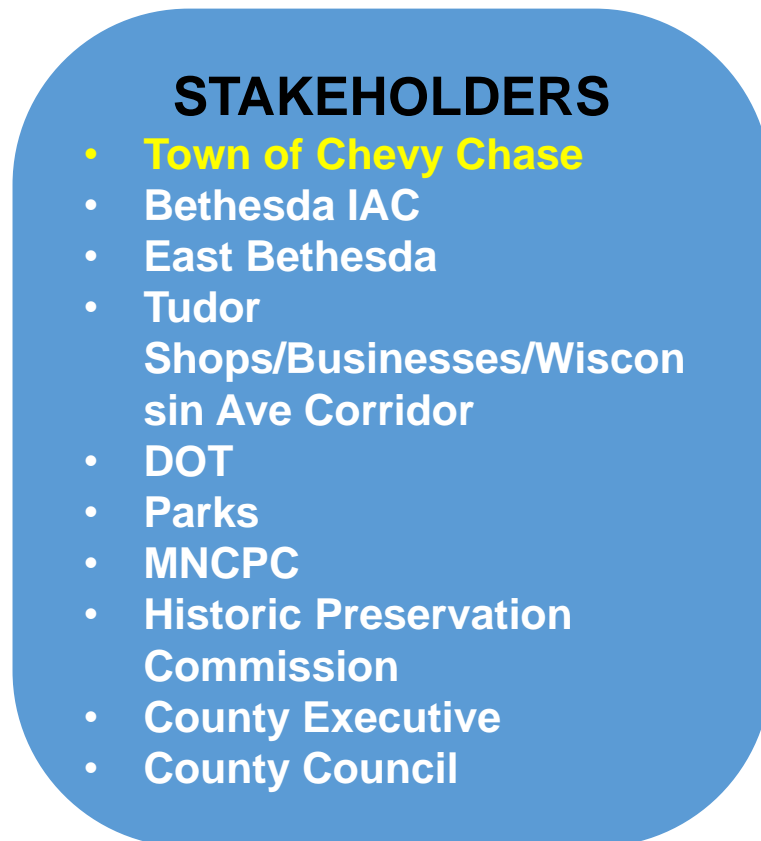 STAKEHOLDERS
• Town of Chevy Chase
• Bethesda IAC
• East Bethesda
• Tudor
Shops/Businesses/Wiscon
sin Ave Corridor
• DOT
• Parks
• MNCPC
• Historic Preservation
Commission
• County Executive
• County Council